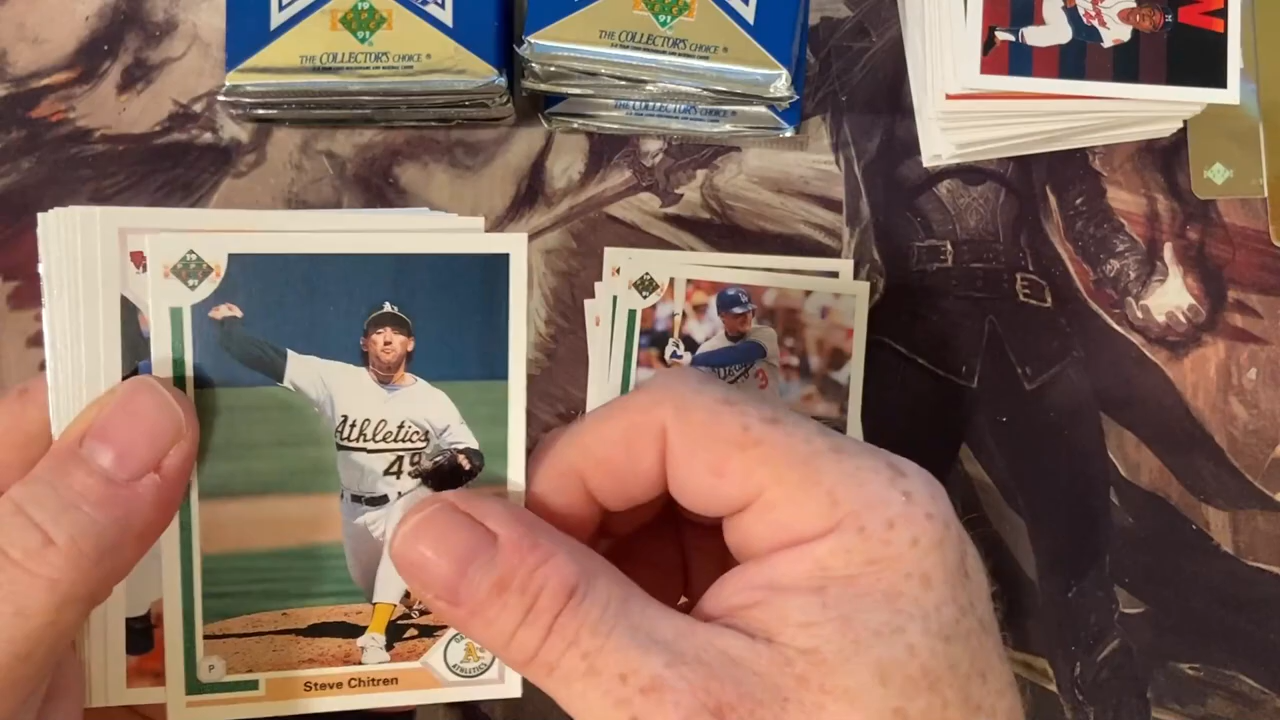 19
91
THE COLLECTOR'S CHOICE ®
19
91
THE COLLECTOR'S CHOICE ®
THE COLLECTOR'S CHOICE ®
19
91
A's
Athletics
49
P
ATHLETICS
Steve Chitren
3